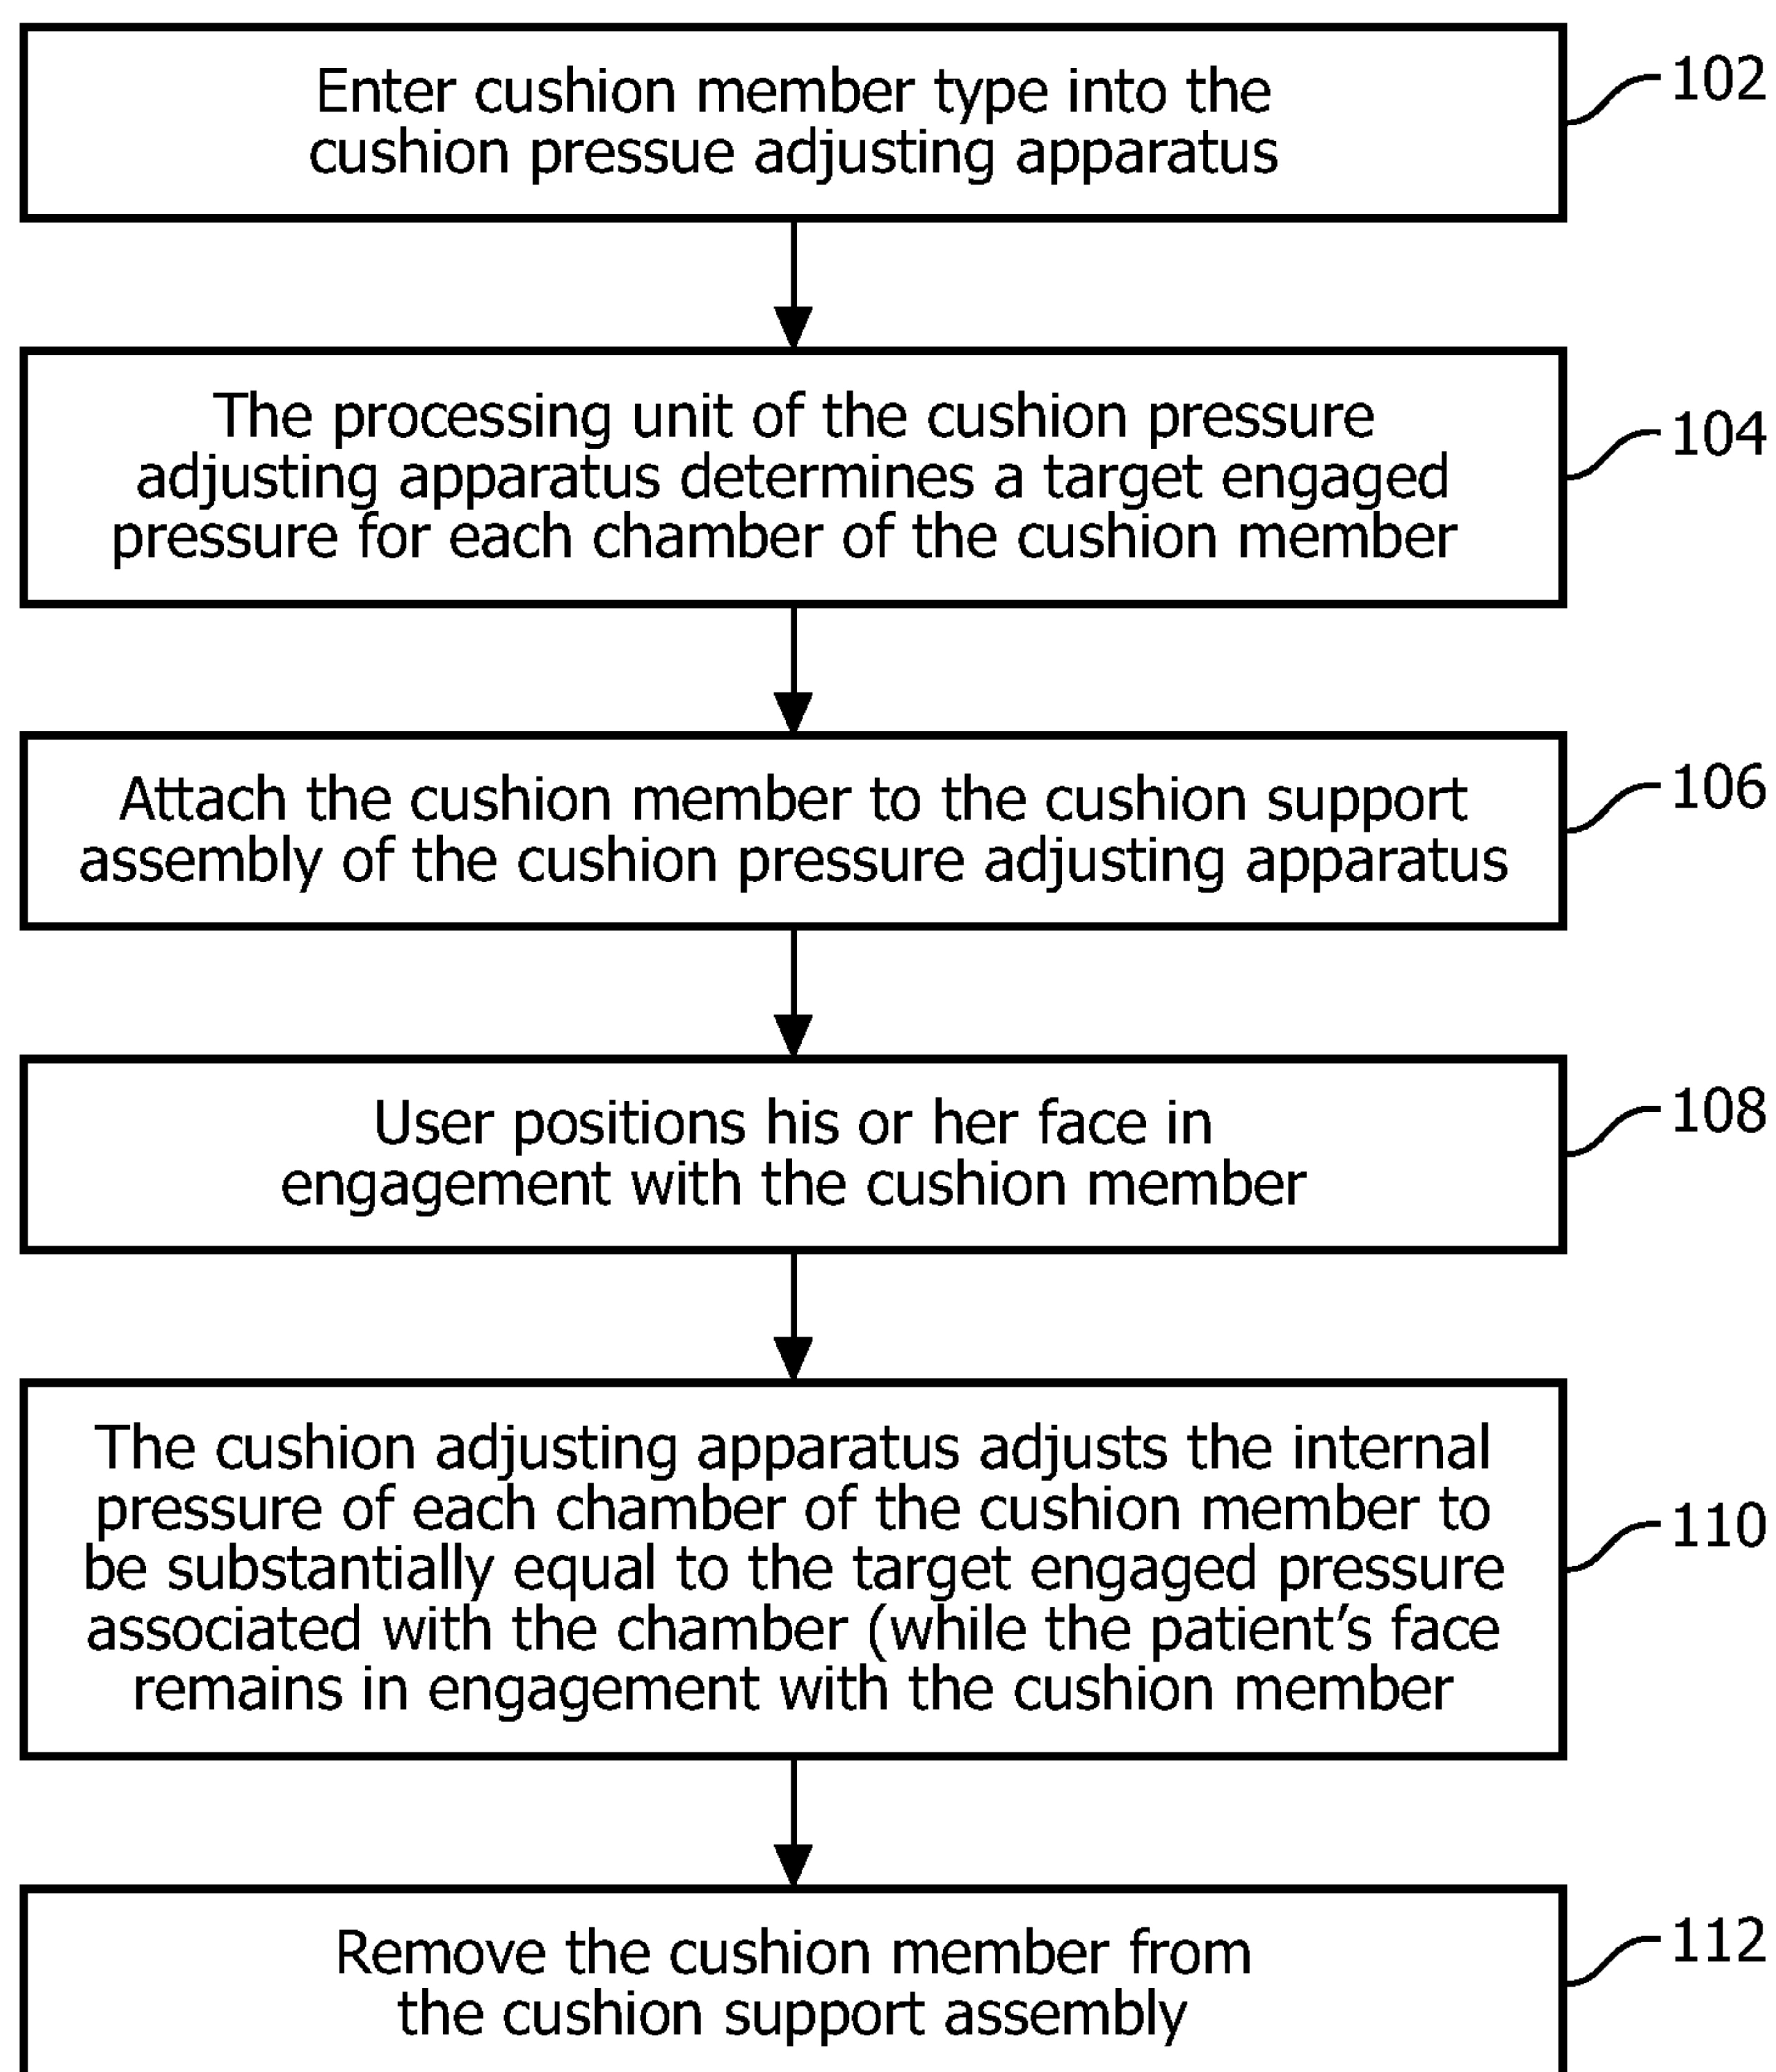 Enter cushion member type into the
cushion pressue adjusting apparatus
102
The processing unit of the cushion pressure
adjusting apparatus determines a target engaged
pressure for each chamber of the cushion member
104
Attach the cushion member to the cushion support
assembly of the cushion pressure adjusting apparatus
106
User positions his or her face in
engagement with the cushion member
108
The cushion adjusting apparatus adjusts the internal
pressure of each chamber of the cushion member to
be substantially equal to the target engaged pressure
associated with the chamber (while the patient’s face
remains in engagement with the cushion member
110
Remove the cushion member from
the cushion support assembly
112